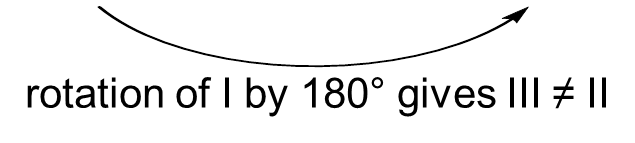 rotation of I by 180° gives III ≠ II